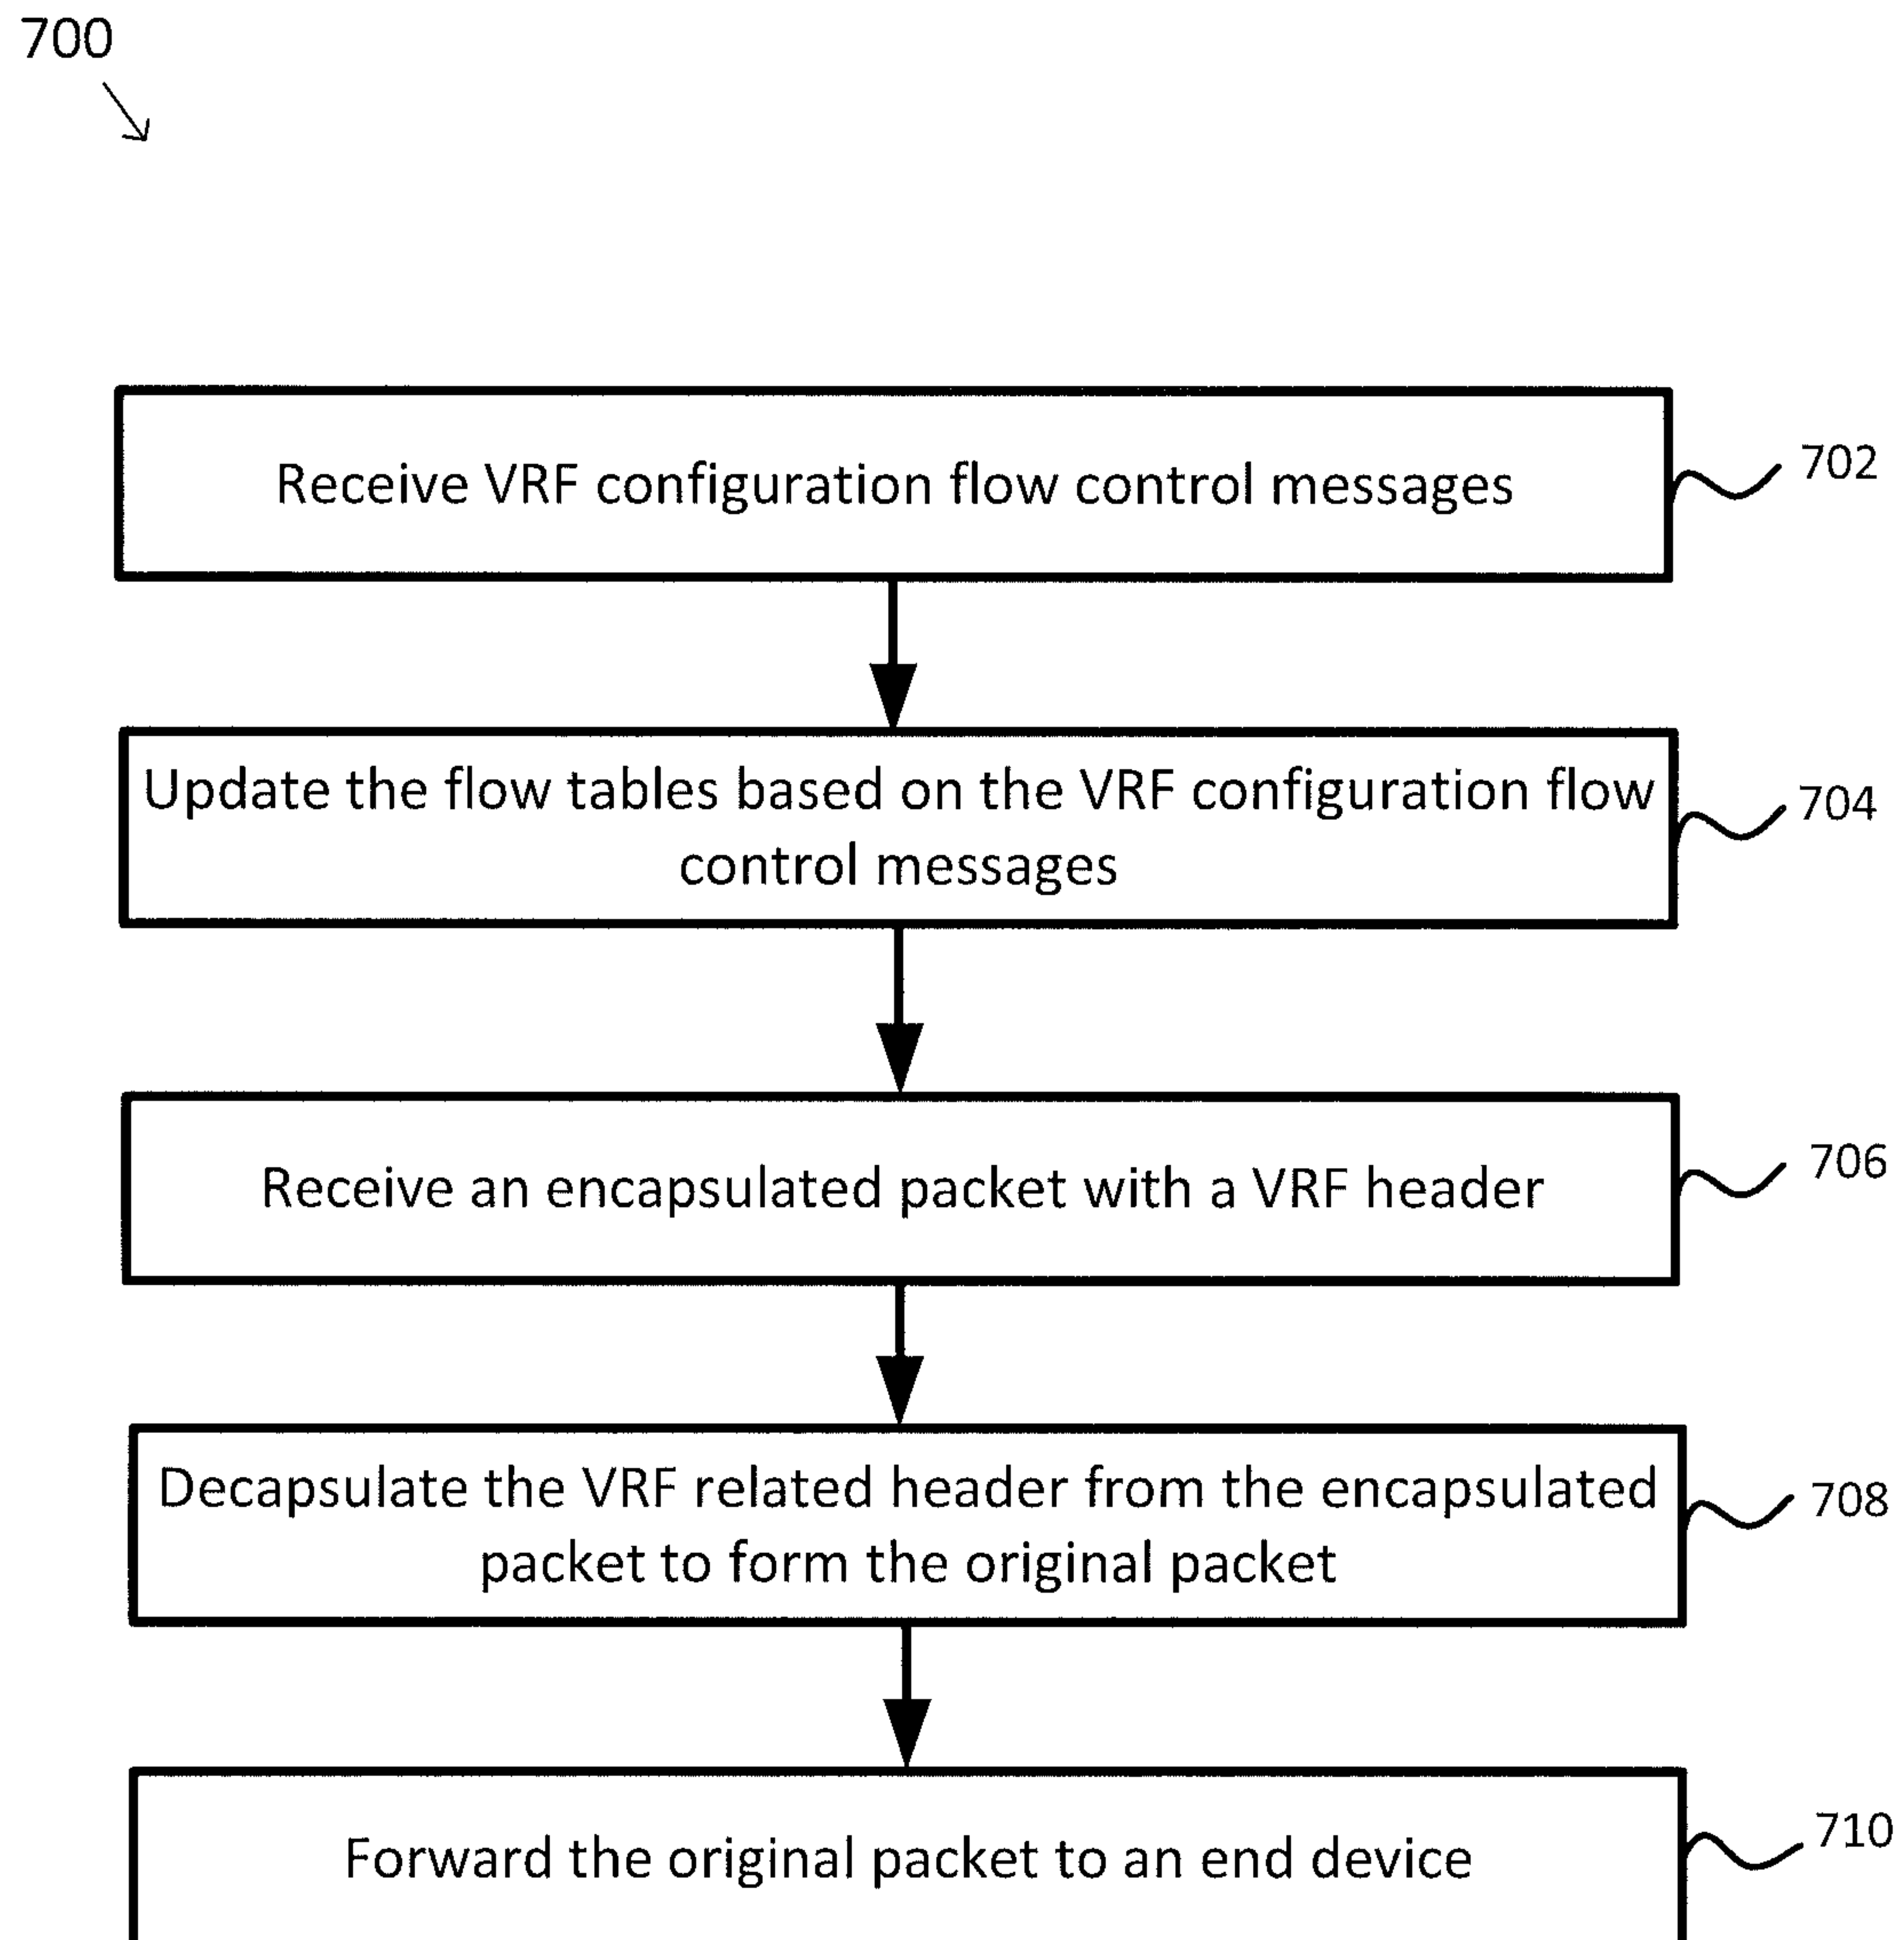 700
Receive VRF configuration flow control messages
702
Update the flow tables based on the VRF configuration flow
control messages
704
Receive an encapsulated packet with a VRF header
706
Decapsulate the VRF related header from the encapsulated
packet to form the original packet
708
Forward the original packet to an end device
710